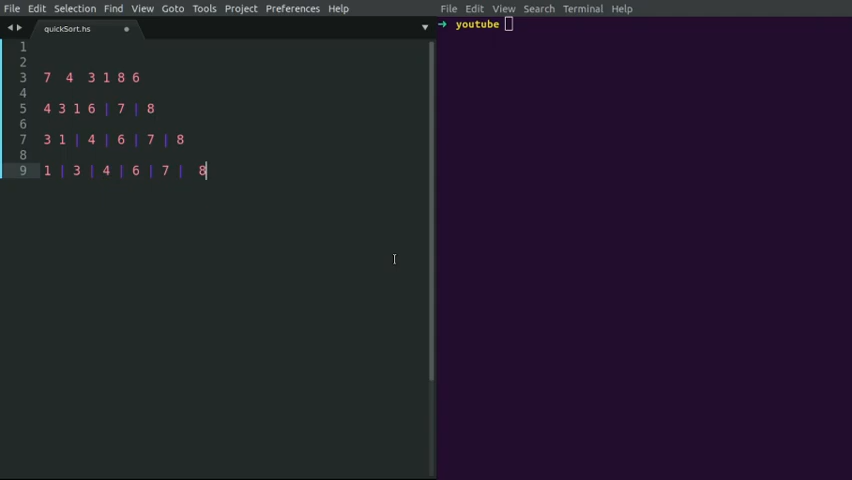 File Edit Selection Find View Goto Tools Project Preferences Help
quickSort.hs
1
2
3 7 4 3 1 8 6
4
5 4 3 1 6 | 7 | 8
6
7 3 1 | 4 | 6 | 7 | 8
8
9 1 | 3 | 4 | 6 | 7 | 8
File Edit View Search Terminal Help
→ youtube